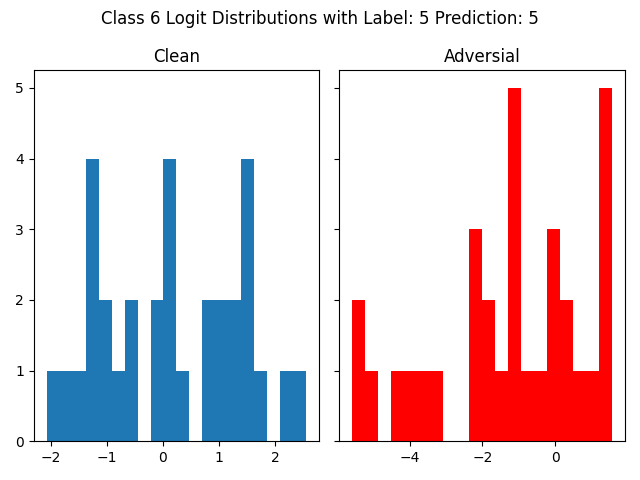 Class 6 Logit Distributions with Label: 5 Prediction: 5
Clean
Adversial
5
4
3
2
1
0
−2 −1 0 1 2
−4 −2 0